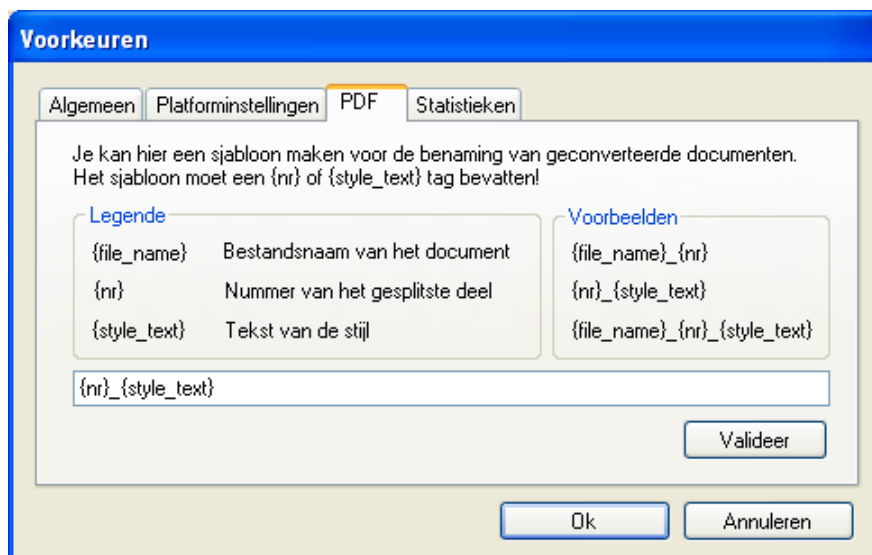 Voorkeuren
Algemeen Platforminstellingen PDF Statistieken
Je kan hier een sjabloon maken voor de benaming van geconverteerde documenten.
Het sjabloon moet een {nr} of {style_text} tag bevatten!
Legende
{file_name} Bestandsnaam van het document
{nr} Nummer van het gesplitste deel
{style_text} Tekst van de stijl
Voorbeelden
{file_name}_{nr}
{nr}_{style_text}
{file_name}_{nr}_{style_text}
{nr}_{style_text}
Valideer
Ok Annuleren